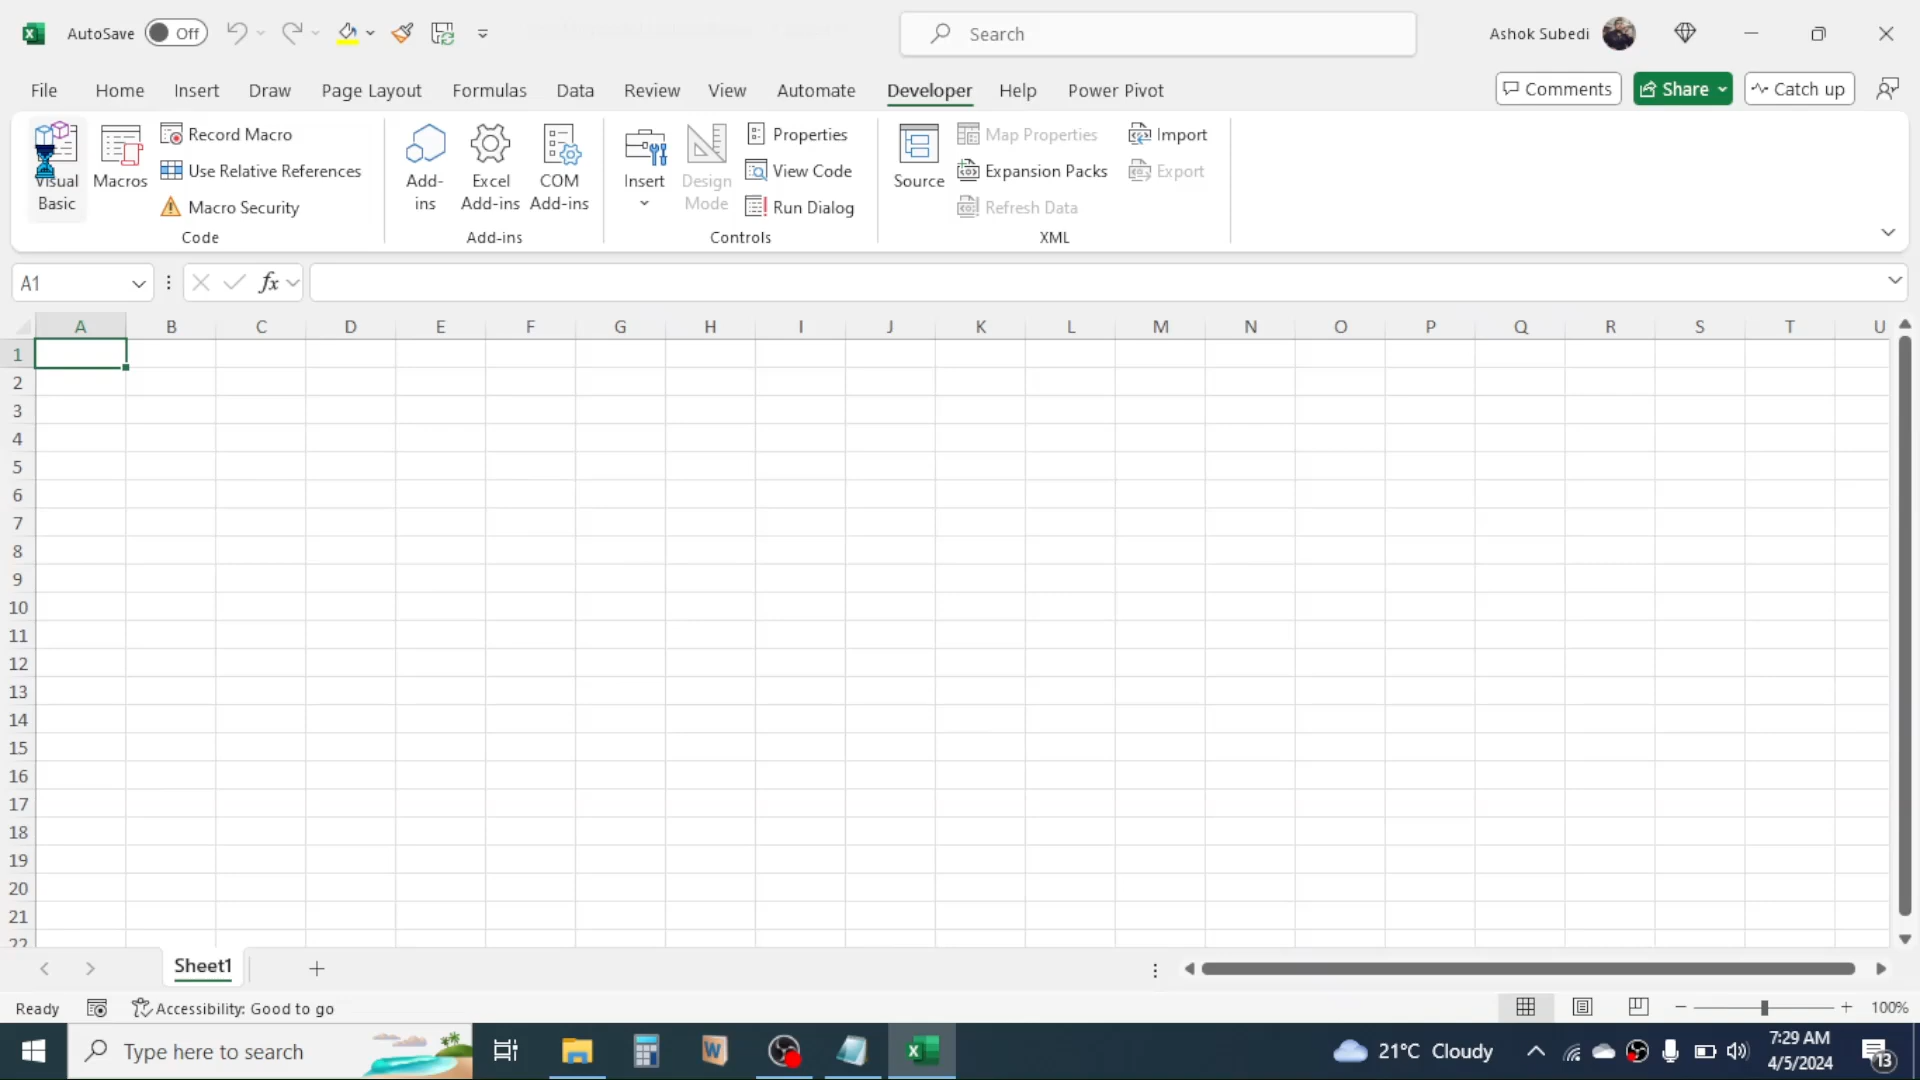 AutoSave Off Search Ashok Subedi
File Home Insert Draw Page Layout Formulas Data Review View Automate Developer Help Power Pivot Comments Share Catch up
Visual Basic
Macros
Record Macro
Use Relative References
Macro Security
Code
Add-ins
Excel Add-ins
COM Add-ins
Add-ins
Insert
Design Mode
Properties
View Code
Run Dialog
Controls
Source
Map Properties
Expansion Packs
Refresh Data
Import
Export
XML
A1 fx
A B C D E F G H I J K L M N O P Q R S T U
1
2
3
4
5
6
7
8
9
10
11
12
13
14
15
16
17
18
19
20
21
22
Sheet1
Ready Accessibility: Good to go 100%
Type here to search W X 21°C Cloudy 7:29 AM
4/5/2024 13